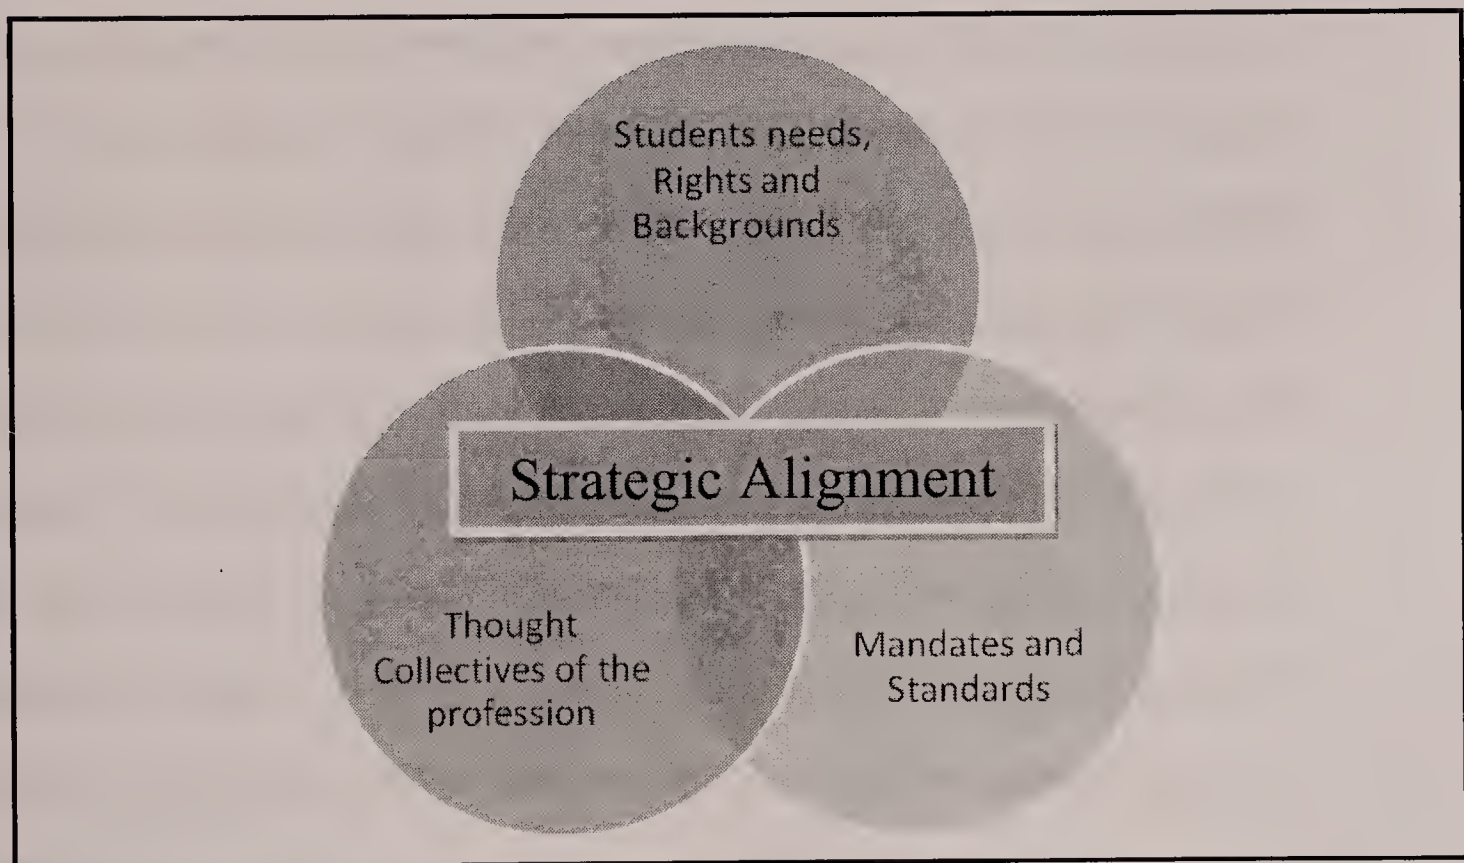 Students needs,
Rights and
Backgrounds
Strategic Alignment
Thought
Collectives of the
profession
Mandates and
Standards